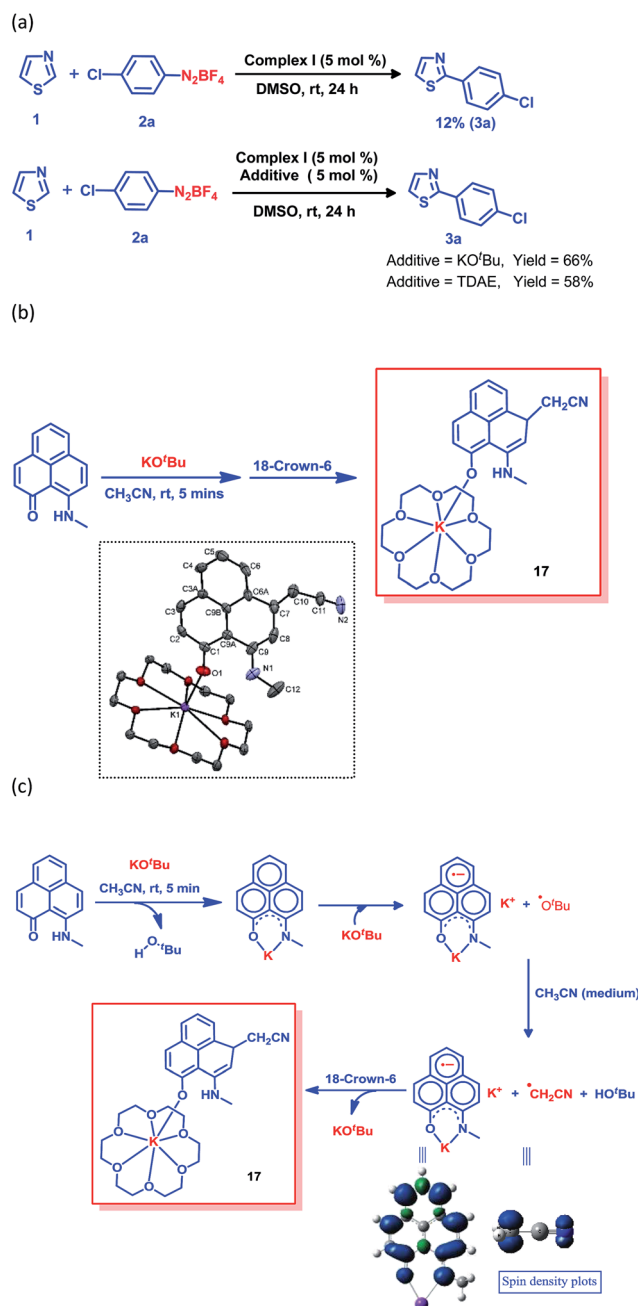 (a)
N
S
1
+
Cl
N2BF4
2a
Complex I (5 mol %)
DMSO, rt, 24 h
N
S
Cl
12% (3a)
N
S
1
+
Cl
N2BF4
2a
Complex I (5 mol %)
Additive ( 5 mol %)
DMSO, rt, 24 h
N
S
Cl
3a
Additive = KOtBu, Yield = 66%
Additive = TDAE, Yield = 58%
(b)
O
HN
KOtBu
CH3CN, rt, 5 mins
18-Crown-6
CH2CN
O
HN
O
O
K
O
O
O
O
17
C5
C4
C6
C3A
C6A
C10
C3
C9B
C7
C11
N2
C2
C9A
C8
C1
C9
O1
N1
C12
K1
(c)
O
HN
KOtBu
CH3CN, rt, 5 min
H O tBu
O
N
K
KOtBu
O
N
K
K+ + •OtBu
CH3CN (medium)
O
N
K
K+ + •CH2CN + HOtBu
18-Crown-6
KOtBu
CH2CN
O
HN
O
O
K
O
O
O
O
17
Spin density plots